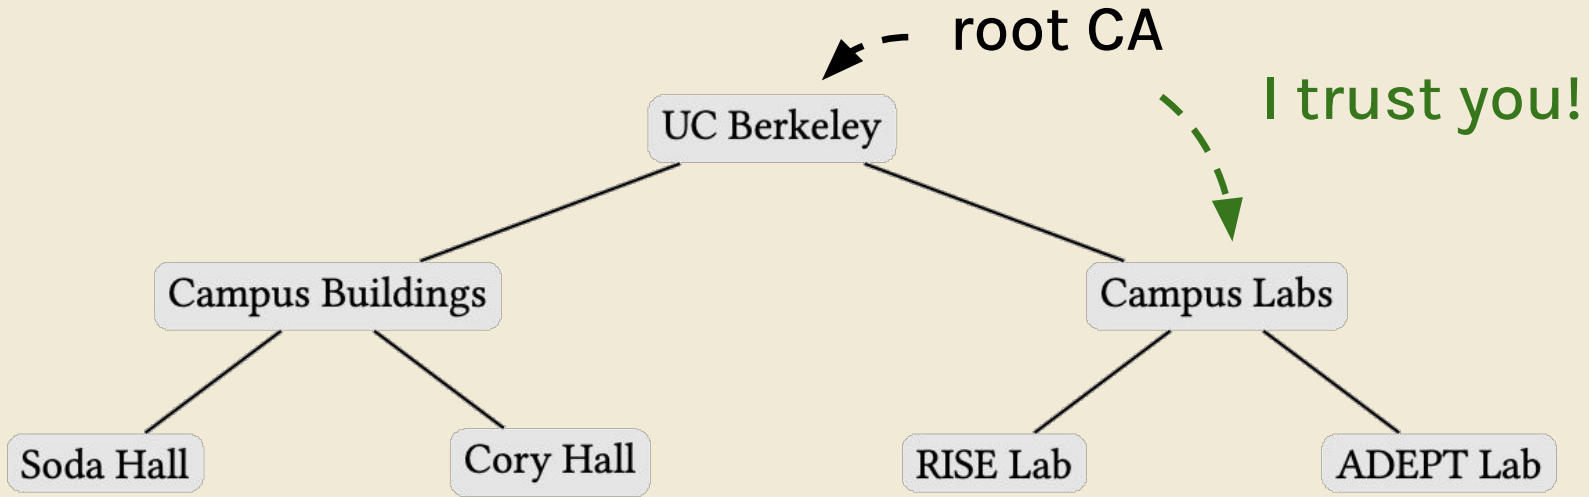 root CA
I trust you!
UC Berkeley
Campus Buildings
Campus Labs
Soda Hall
Cory Hall
RISE Lab
ADEPT Lab